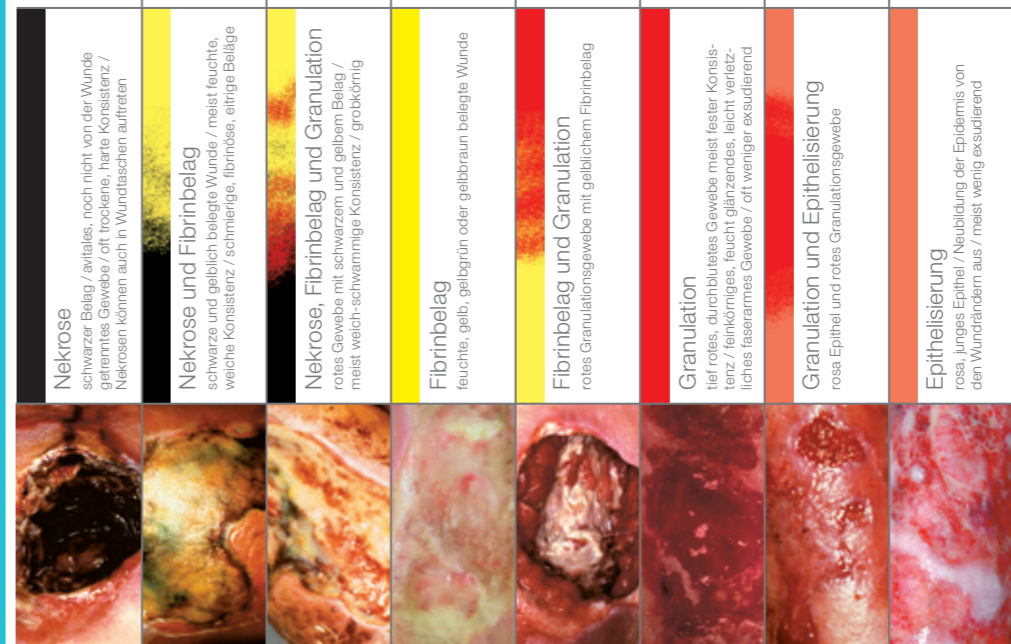 Nekrose
schwarzer Belag / avitales, noch nicht von der Wunde
getrenntes Gewebe / oft trockene, harte Konsistenz /
Nekrosen können auch in Wundtaschen auftreten
Nekrose und Fibrinbelag
schwarze und gelblich belegte Wunde / meist feuchte,
weiche Konsistenz / schmierige, fibrinöse, eitrige Beläge
Nekrose, Fibrinbelag und Granulation
rotes Gewebe mit schwarzem und gelbem Belag /
meist weich-schwammige Konsistenz / grobkörnig
Fibrinbelag
feuchte, gelb, gelbgrün oder gelbbraun belegte Wunde
Fibrinbelag und Granulation
rotes Granulationsgewebe mit gelblichem Fibrinbelag
Granulation
tief rotes, durchblutetes Gewebe meist fester Konsis-
tenz / feinkörniges, feucht glänzendes, leicht verletz-
liches faserarmes Gewebe / oft weniger exsudierend
Granulation und Epithelisierung
rosa Epithel und rotes Granulationsgewebe
Epithelisierung
rosa, junges Epithel / Neubildung der Epidermis von
den Wundrändern aus / meist wenig exsudierend